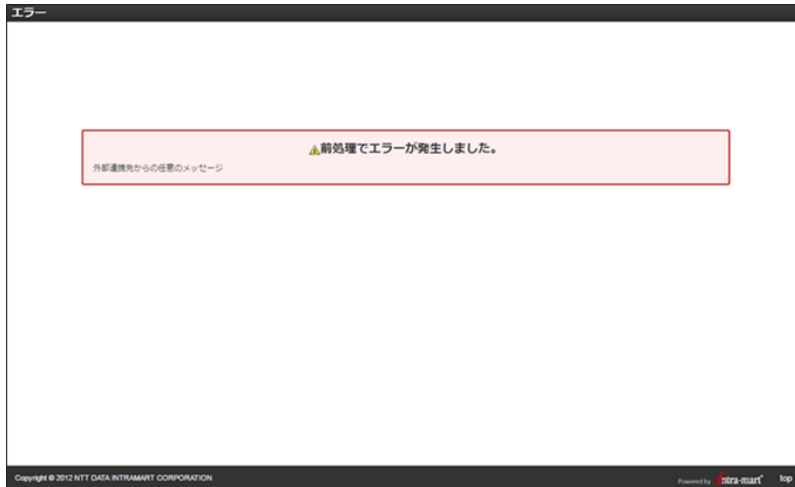 エラー
前処理でエラーが発生しました。
外部連携先からの任意のメッセージ
Copyright © 2012 NTT DATA INTRAMART CORPORATION
Powered by intra-mart® top